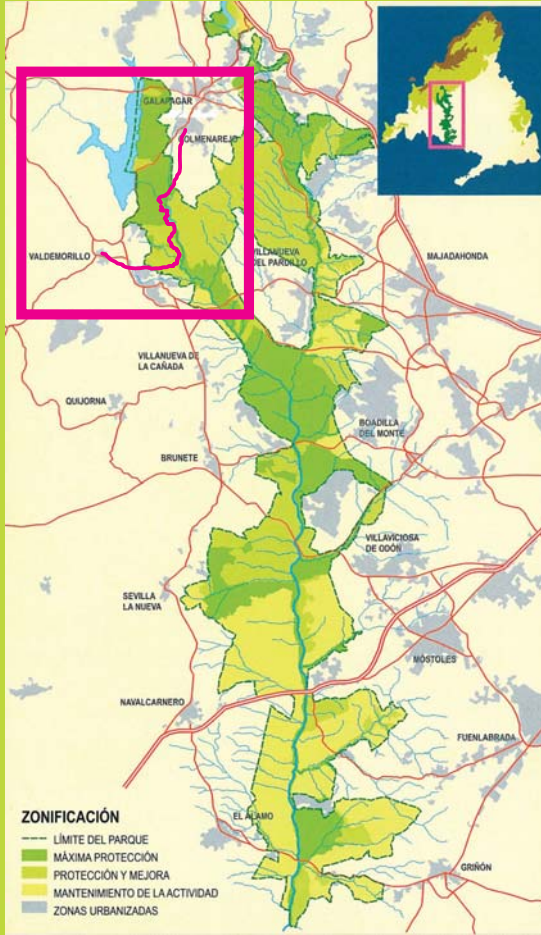 GALAPAGAR
COLMENAREJO
VALDEMORILLO
VILLANUEVA
DEL PARDILLO
MAJADAHONDA
VILLANUEVA DE
LA CAÑADA
QUIJORNA
BOADILLA
DEL MONTE
BRUNETE
VILLAVICIOSA
DE ODÓN
SEVILLA
LA NUEVA
MÓSTOLES
NAVALCARNERO
FUENLABRADA
EL ÁLAMO
GRIÑÓN
ZONIFICACIÓN
LÍMITE DEL PARQUE
MÁXIMA PROTECCIÓN
PROTECCIÓN Y MEJORA
MANTENIMIENTO DE LA ACTIVIDAD
ZONAS URBANIZADAS